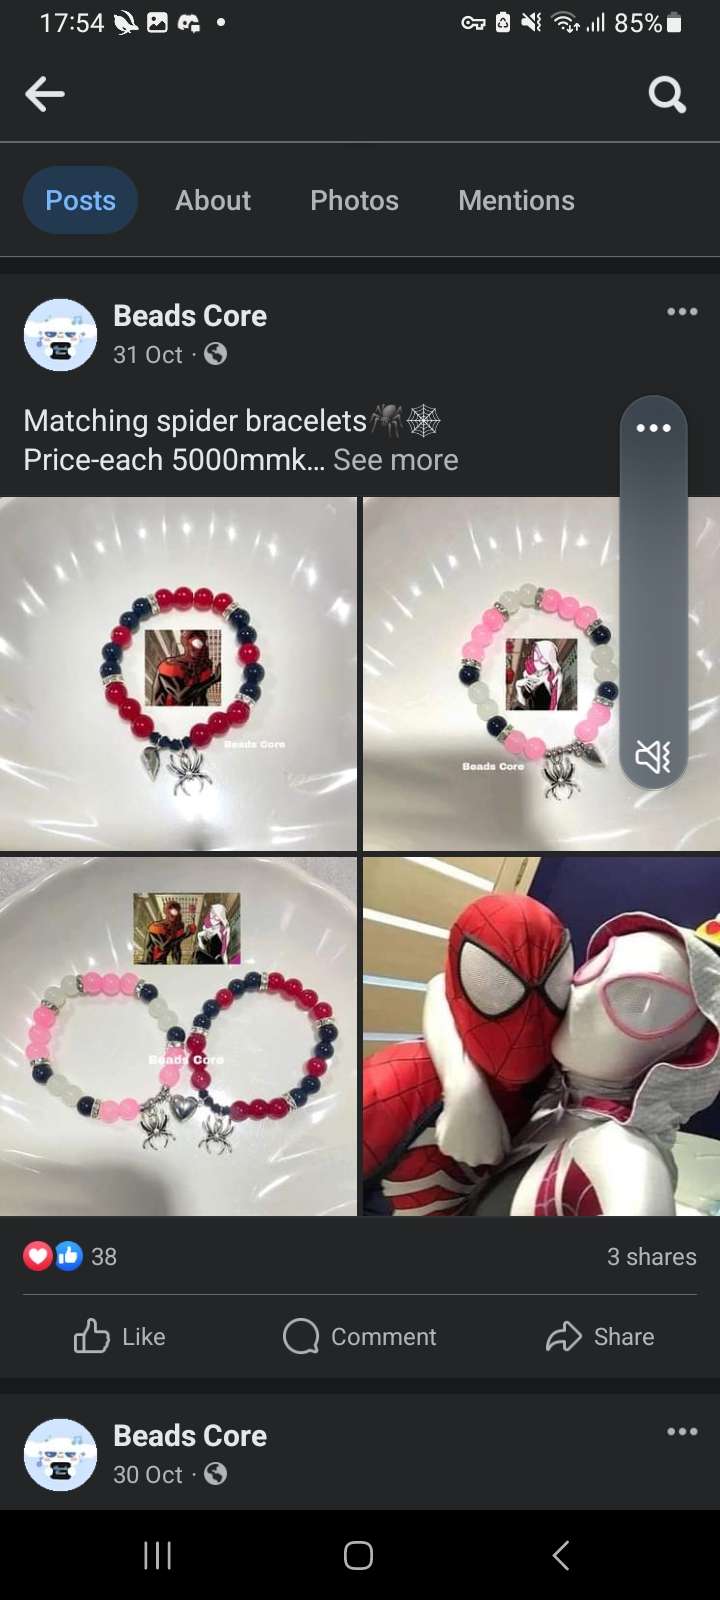 17:54
85%
Posts About Photos Mentions
Beads Core
31 Oct ·
Matching spider bracelets🕷🕸
Price-each 5000mmk... See more
Beads Core
Beads Core
Beads Core
38
3 shares
Like Comment Share
Beads Core
30 Oct ·